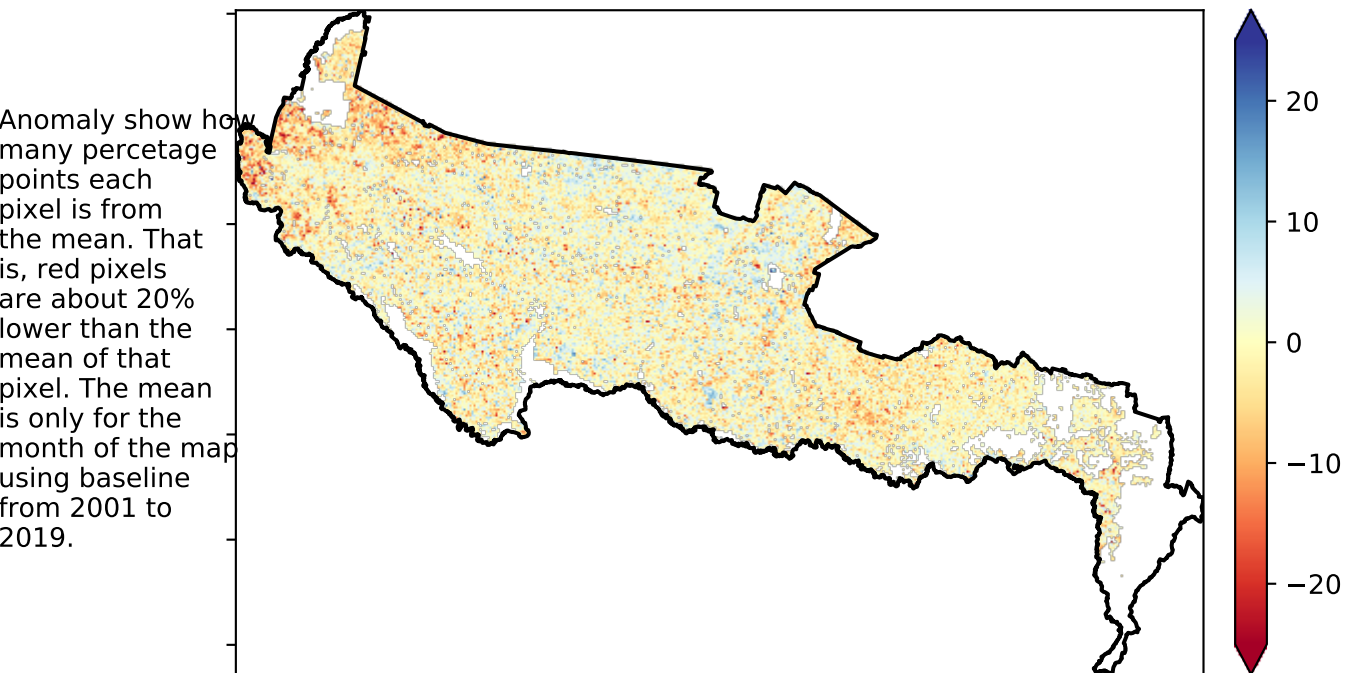 Anomaly show how
many percetage
points each
pixel is from
the mean. That
is, red pixels
are about 20%
lower than the
mean of that
pixel. The mean
is only for the
month of the map
using baseline
from 2001 to
2019.
20
10
0
−10
−20